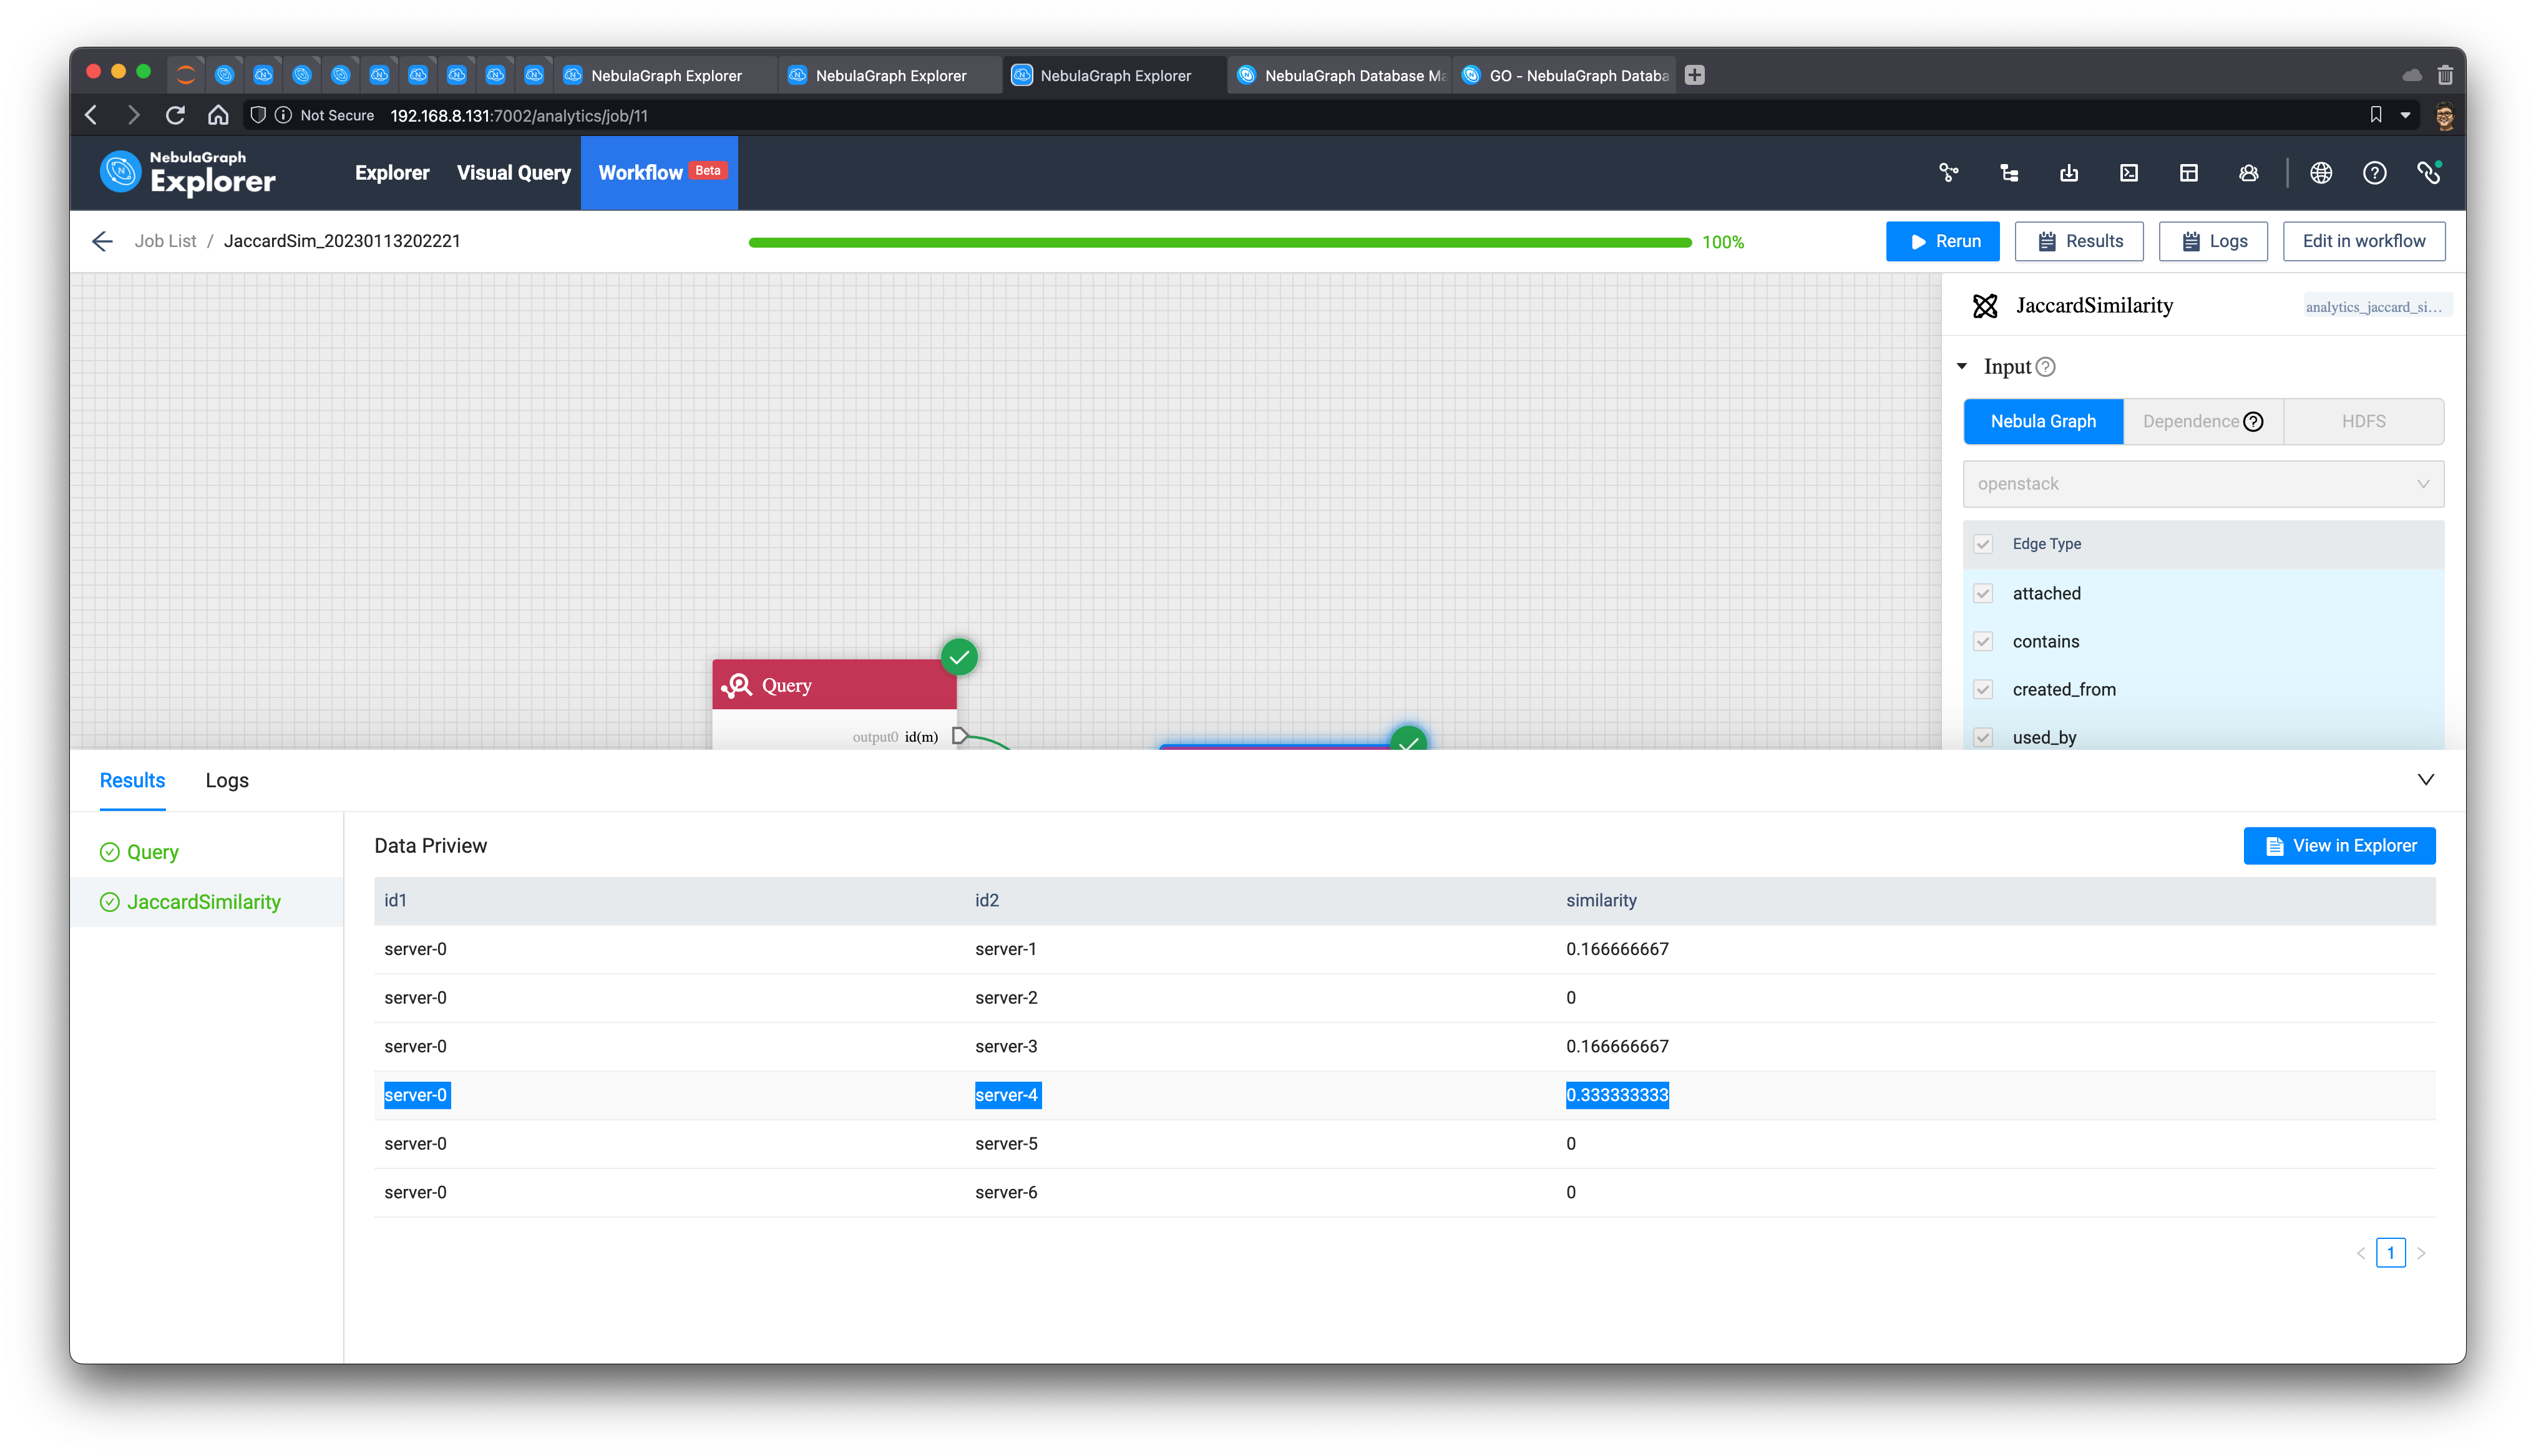 NebulaGraph Explorer
NebulaGraph Explorer
NebulaGraph Explorer
NebulaGraph Database Ma
GO - NebulaGraph Databa
Not Secure 192.168.8.131:7002/analytics/job/11
NebulaGraph
Explorer
Explorer
Visual Query
Workflow Beta
Job List / JaccardSim_20230113202221
100%
Rerun
Results
Logs
Edit in workflow
JaccardSimilarity
analytics_jaccard_si...
Input
Nebula Graph
Dependence
HDFS
openstack
Edge Type
attached
contains
created_from
used_by
Query
output0 id(m)
Results
Logs
Query
JaccardSimilarity
Data Priview
View in Explorer
id1 id2 similarity
server-0 server-1 0.166666667
server-0 server-2 0
server-0 server-3 0.166666667
server-0 server-4 0.333333333
server-0 server-5 0
server-0 server-6 0
< 1 >